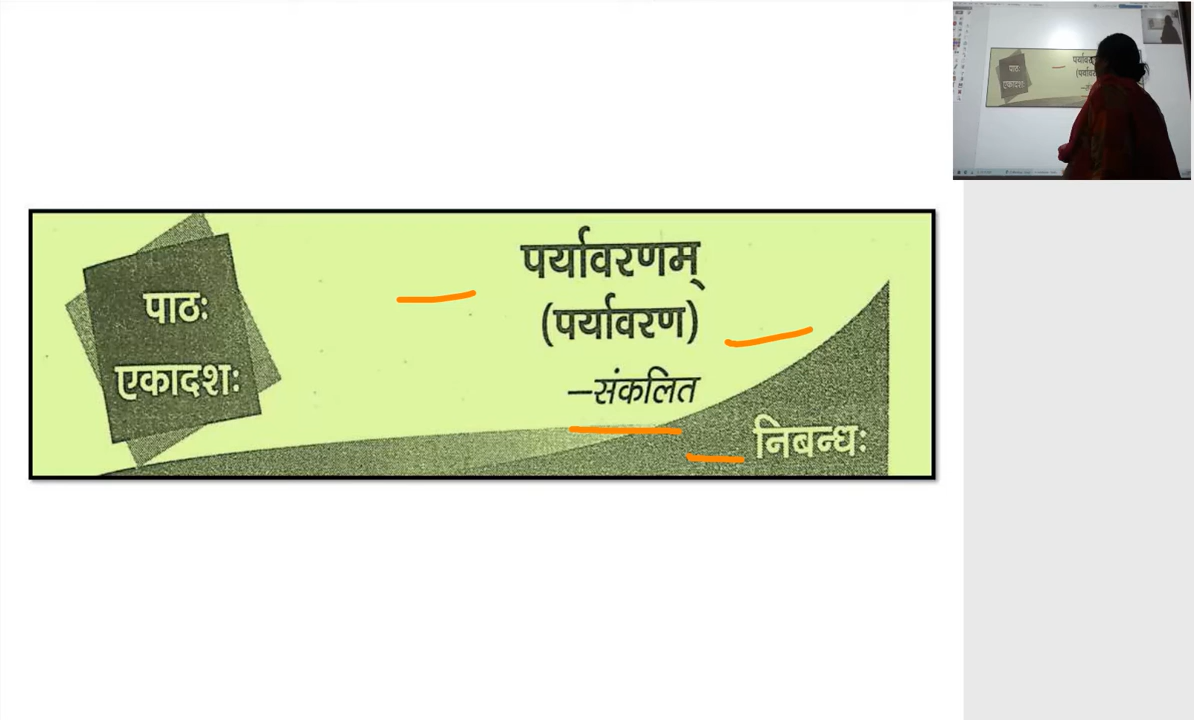 पाठः
एकादशः
पर्यावरणम्
(पर्यावरण)
–संकलित
निबन्धः